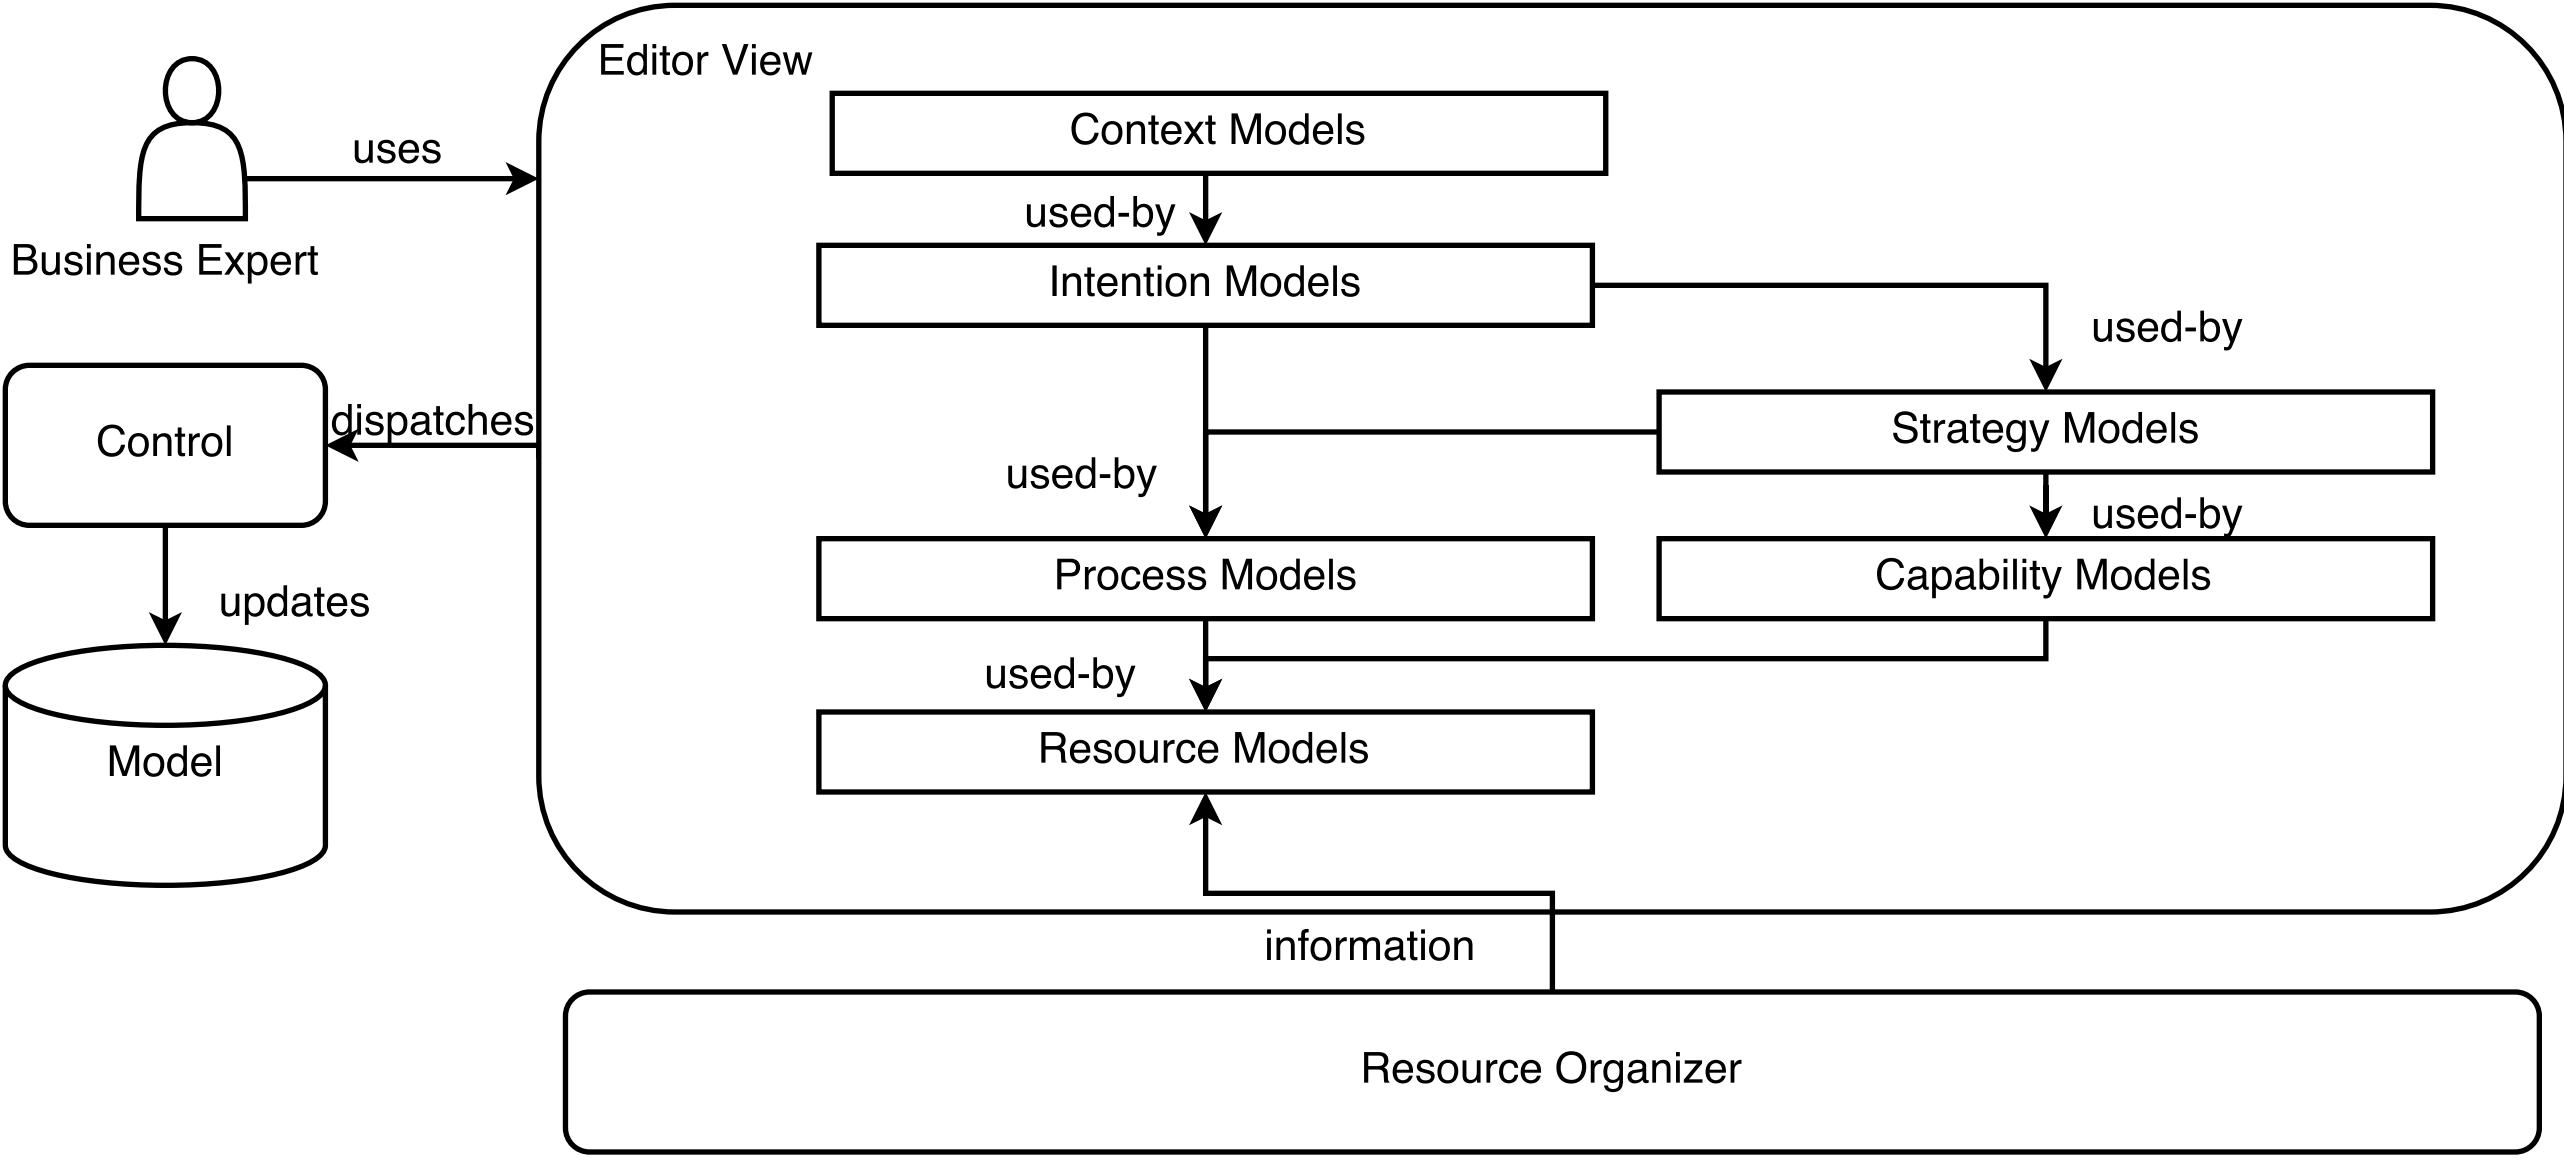 Editor View
Context Models
uses
used-by
Business Expert
Intention Models
used-by
Control
dispatches
Strategy Models
used-by
used-by
Process Models
Capability Models
updates
used-by
Model
Resource Models
information
Resource Organizer